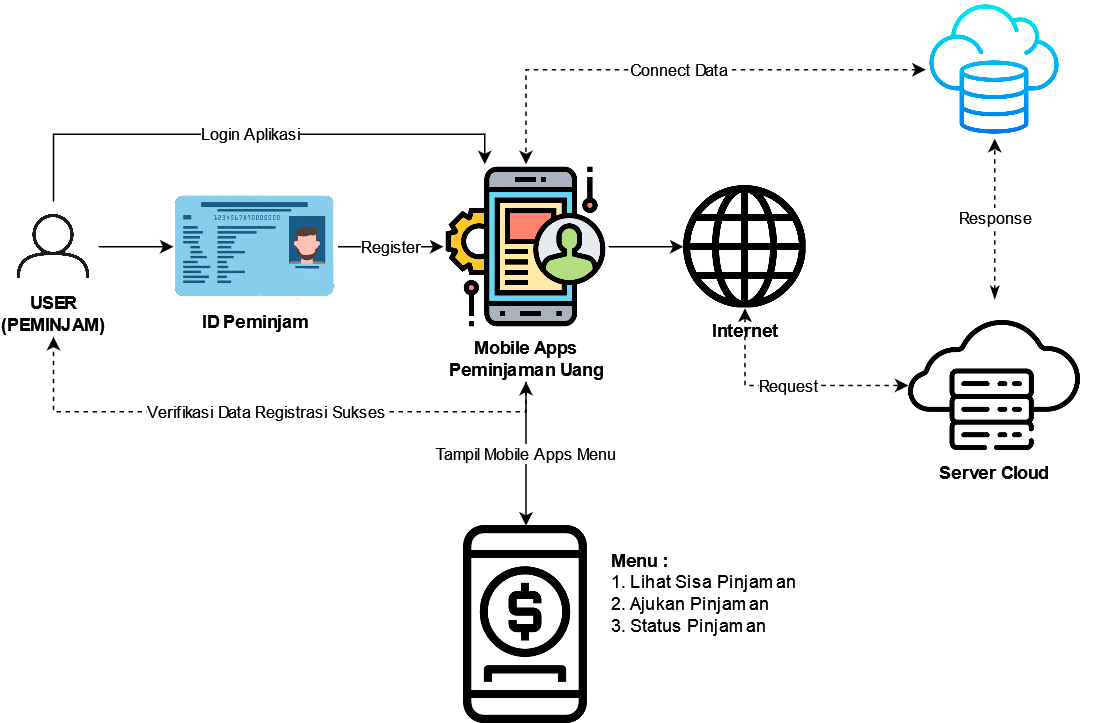 Connect Data
Login Aplikasi
1234567890000000
Register
Response
USER
(PEMINJAM)
ID Peminjam
Internet
Mobile Apps
Peminjaman Uang
Request
Verifikasi Data Registrasi Sukses
Tampil Mobile Apps Menu
Server Cloud
Menu :
1. Lihat Sisa Pinjaman
2. Ajukan Pinjaman
3. Status Pinjaman